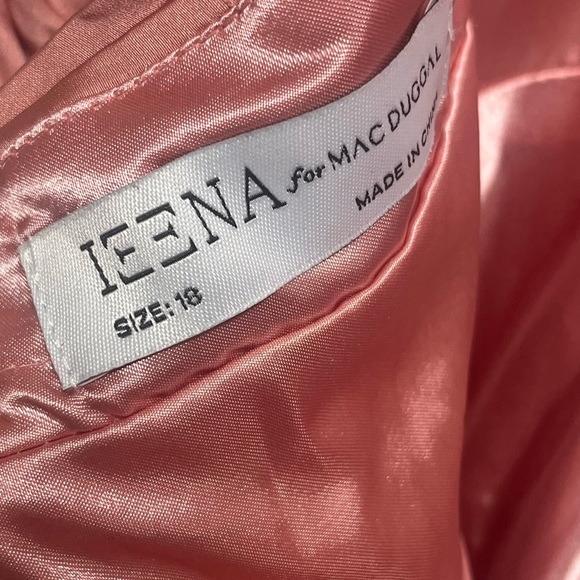 IEENA for MAC DUGGAL
SIZE: 18
MADE IN